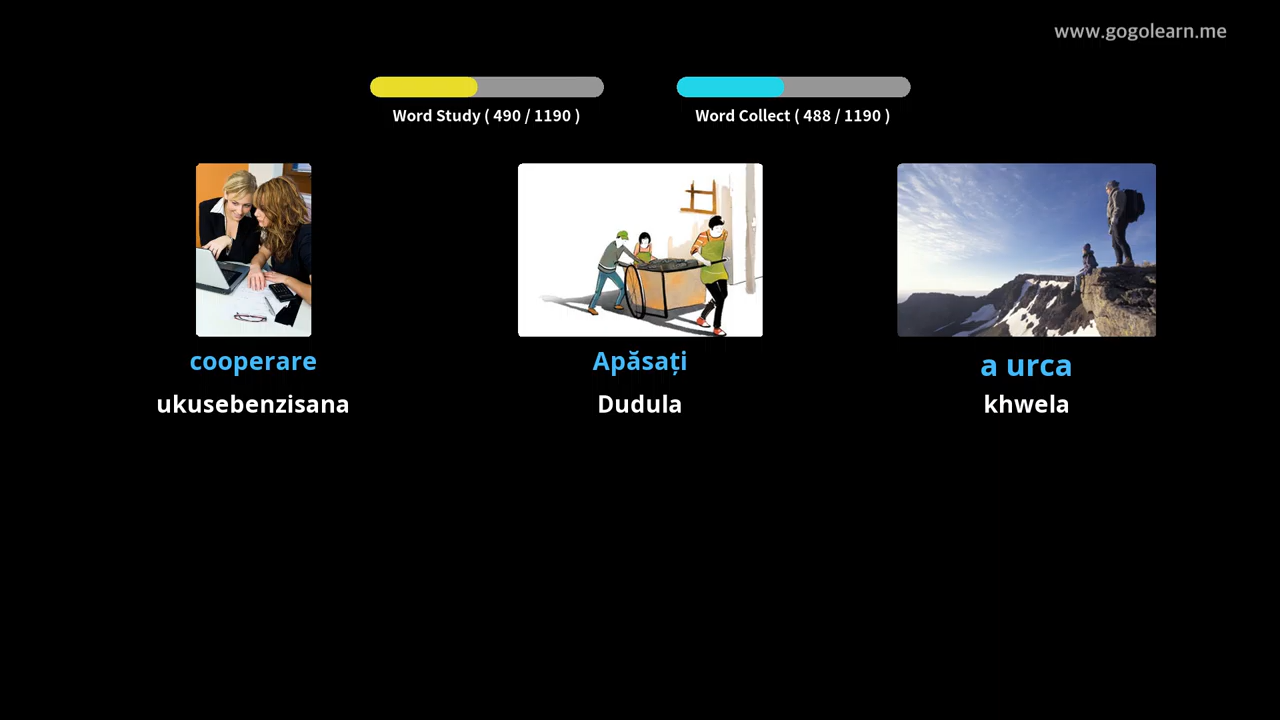 www.gogolearn.me
Word Study ( 490 / 1190 )
Word Collect ( 488 / 1190 )
cooperare
ukusebenzisana
Apăsați
Dudula
a urca
khwela